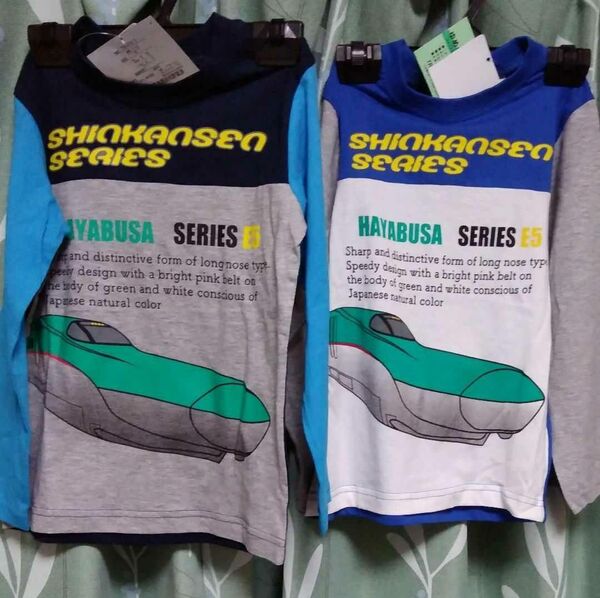 SHINKANSEN
SERIES
HAYABUSA SERIES E5
Sharp and distinctive form of long nose type
Speedy design with a bright pink belt on
the body of green and white conscious of
Japanese natural color
SHINKANSEN
SERIES
HAYABUSA SERIES E5
Sharp and distinctive form of long nose type
Speedy design with a bright pink belt on
the body of green and white conscious of
Japanese natural color